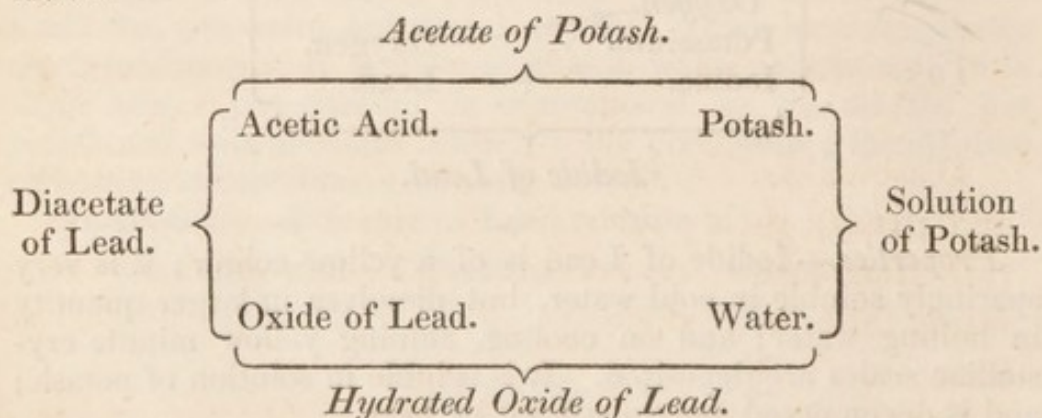 Acetate of Potash.
Acetic Acid. Potash.
Diacetate
of Lead.
Solution
of Potash.
Oxide of Lead. Water.
Hydrated Oxide of Lead.